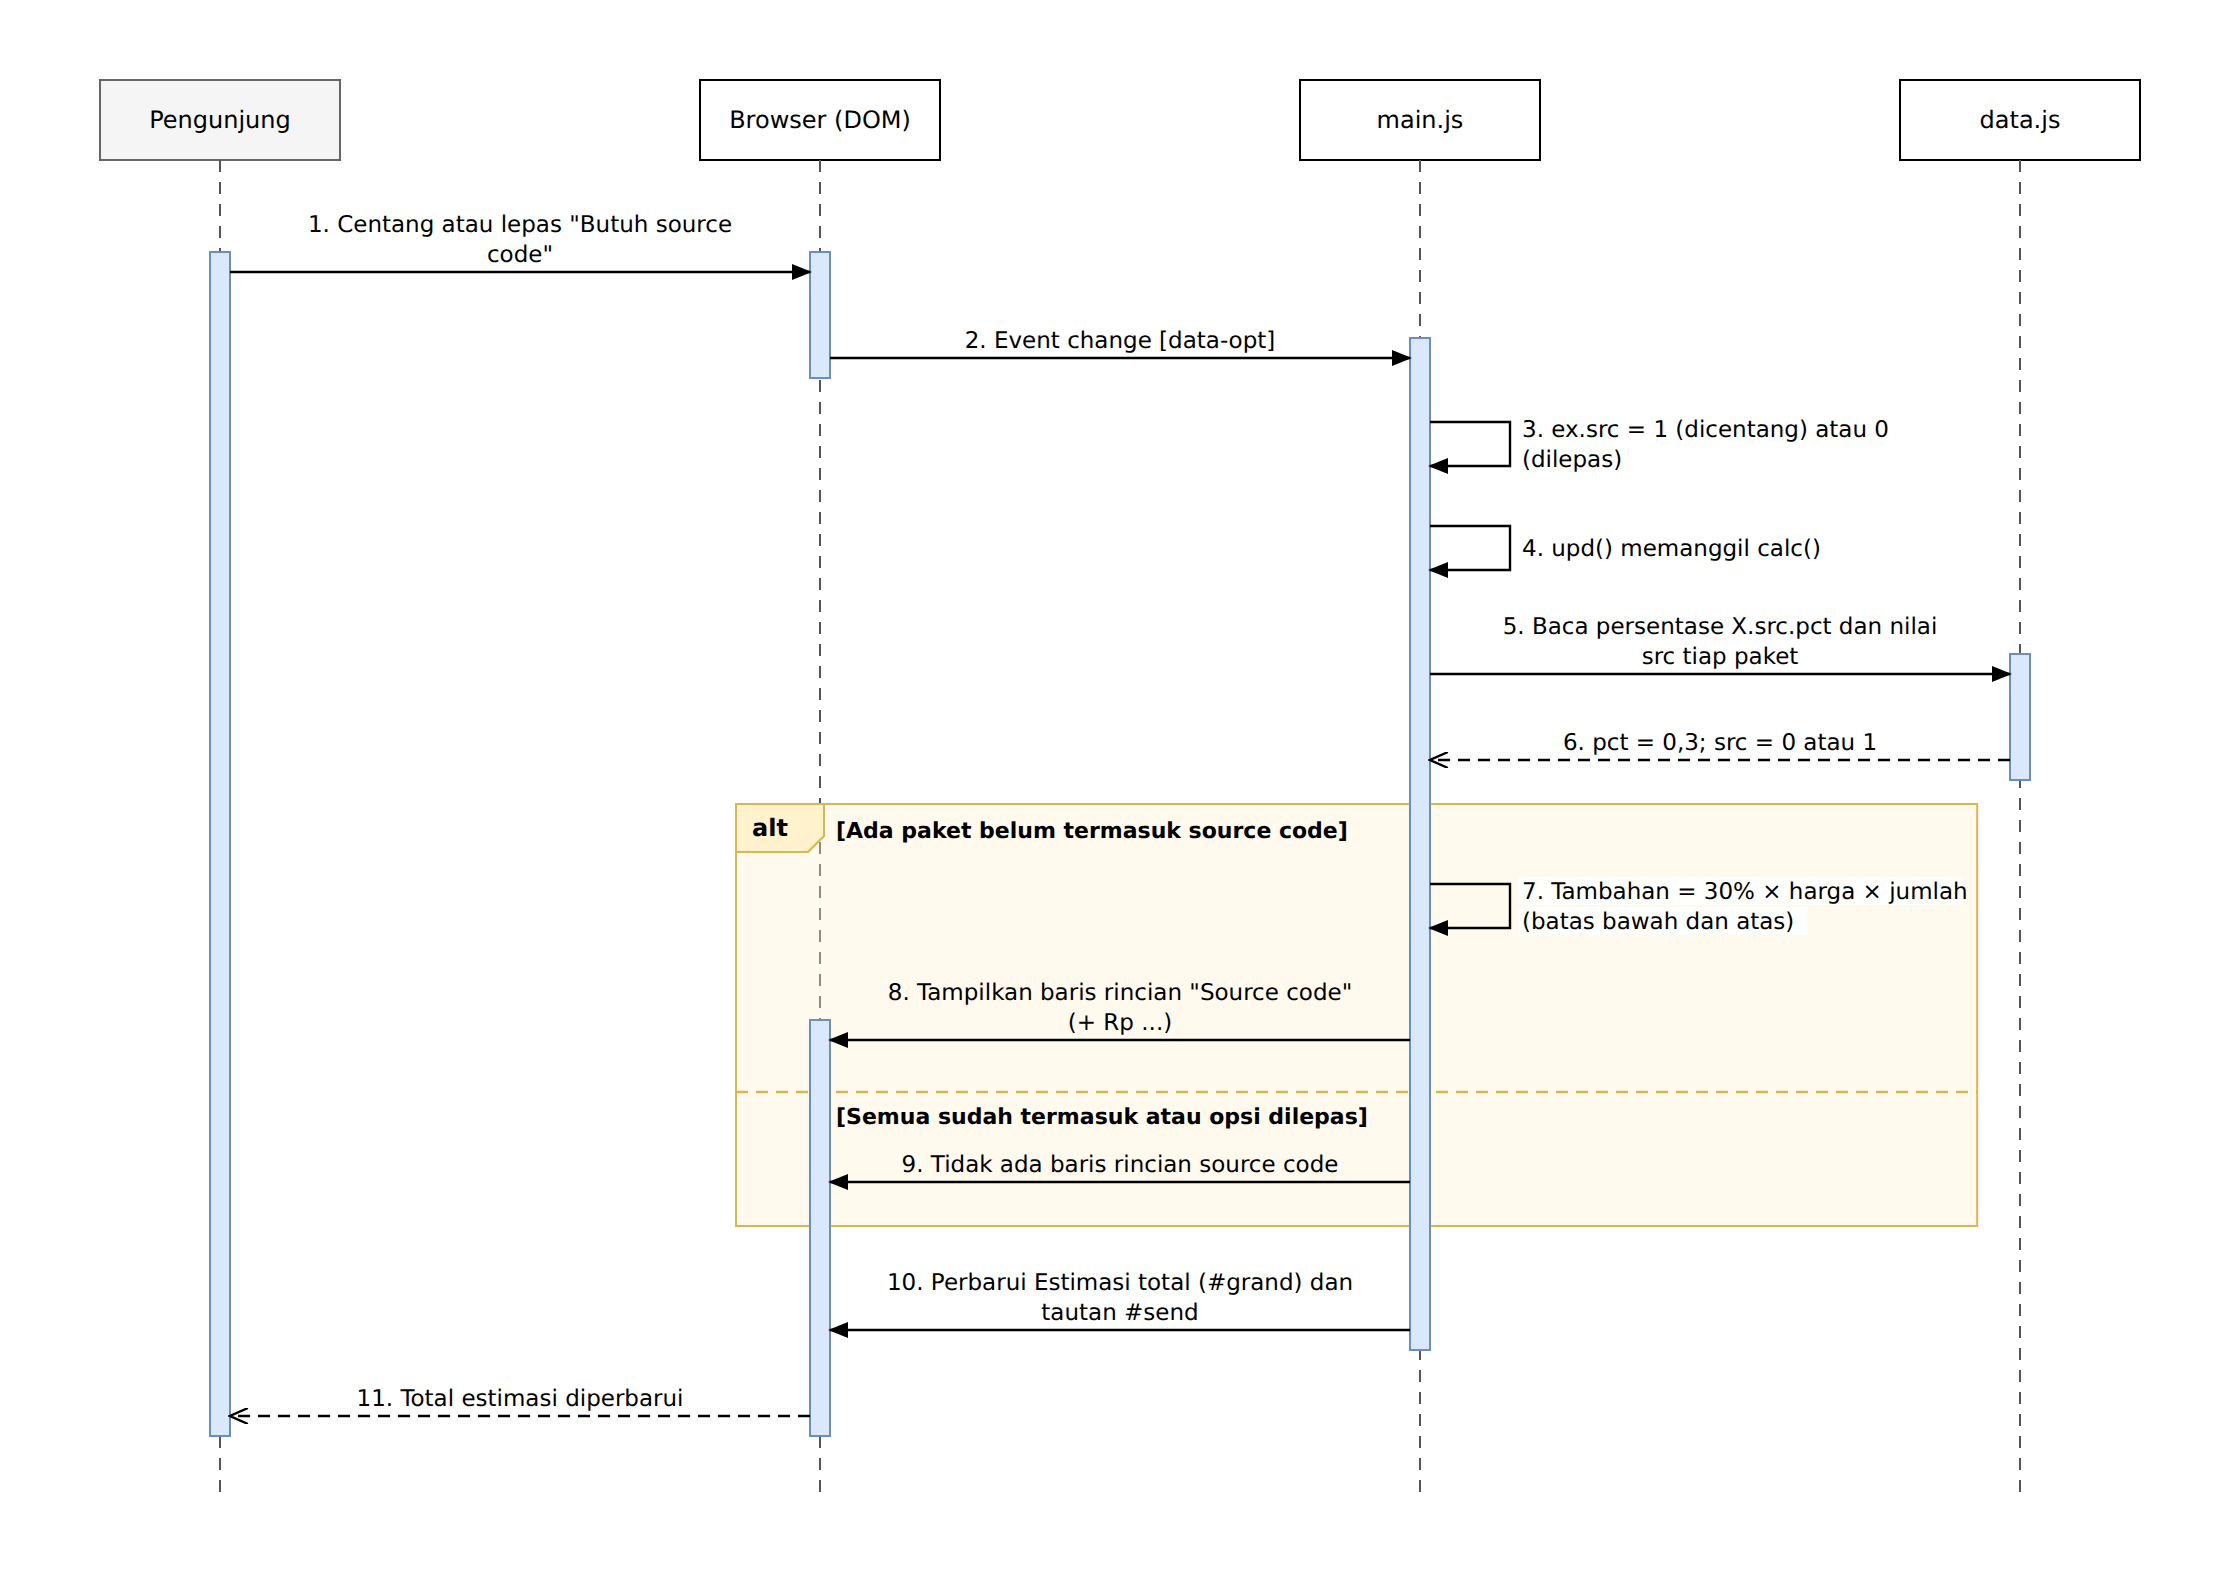 Pengunjung
Browser (DOM)
main.js
data.js
1. Centang atau lepas "Butuh source
code"
2. Event change [data-opt]
3. ex.src = 1 (dicentang) atau 0
(dilepas)
4. upd() memanggil calc()
5. Baca persentase X.src.pct dan nilai
src tiap paket
6. pct = 0,3; src = 0 atau 1
alt
[Ada paket belum termasuk source code]
7. Tambahan = 30% × harga × jumlah
(batas bawah dan atas)
8. Tampilkan baris rincian "Source code"
(+ Rp ...)
[Semua sudah termasuk atau opsi dilepas]
9. Tidak ada baris rincian source code
10. Perbarui Estimasi total (#grand) dan
tautan #send
11. Total estimasi diperbarui